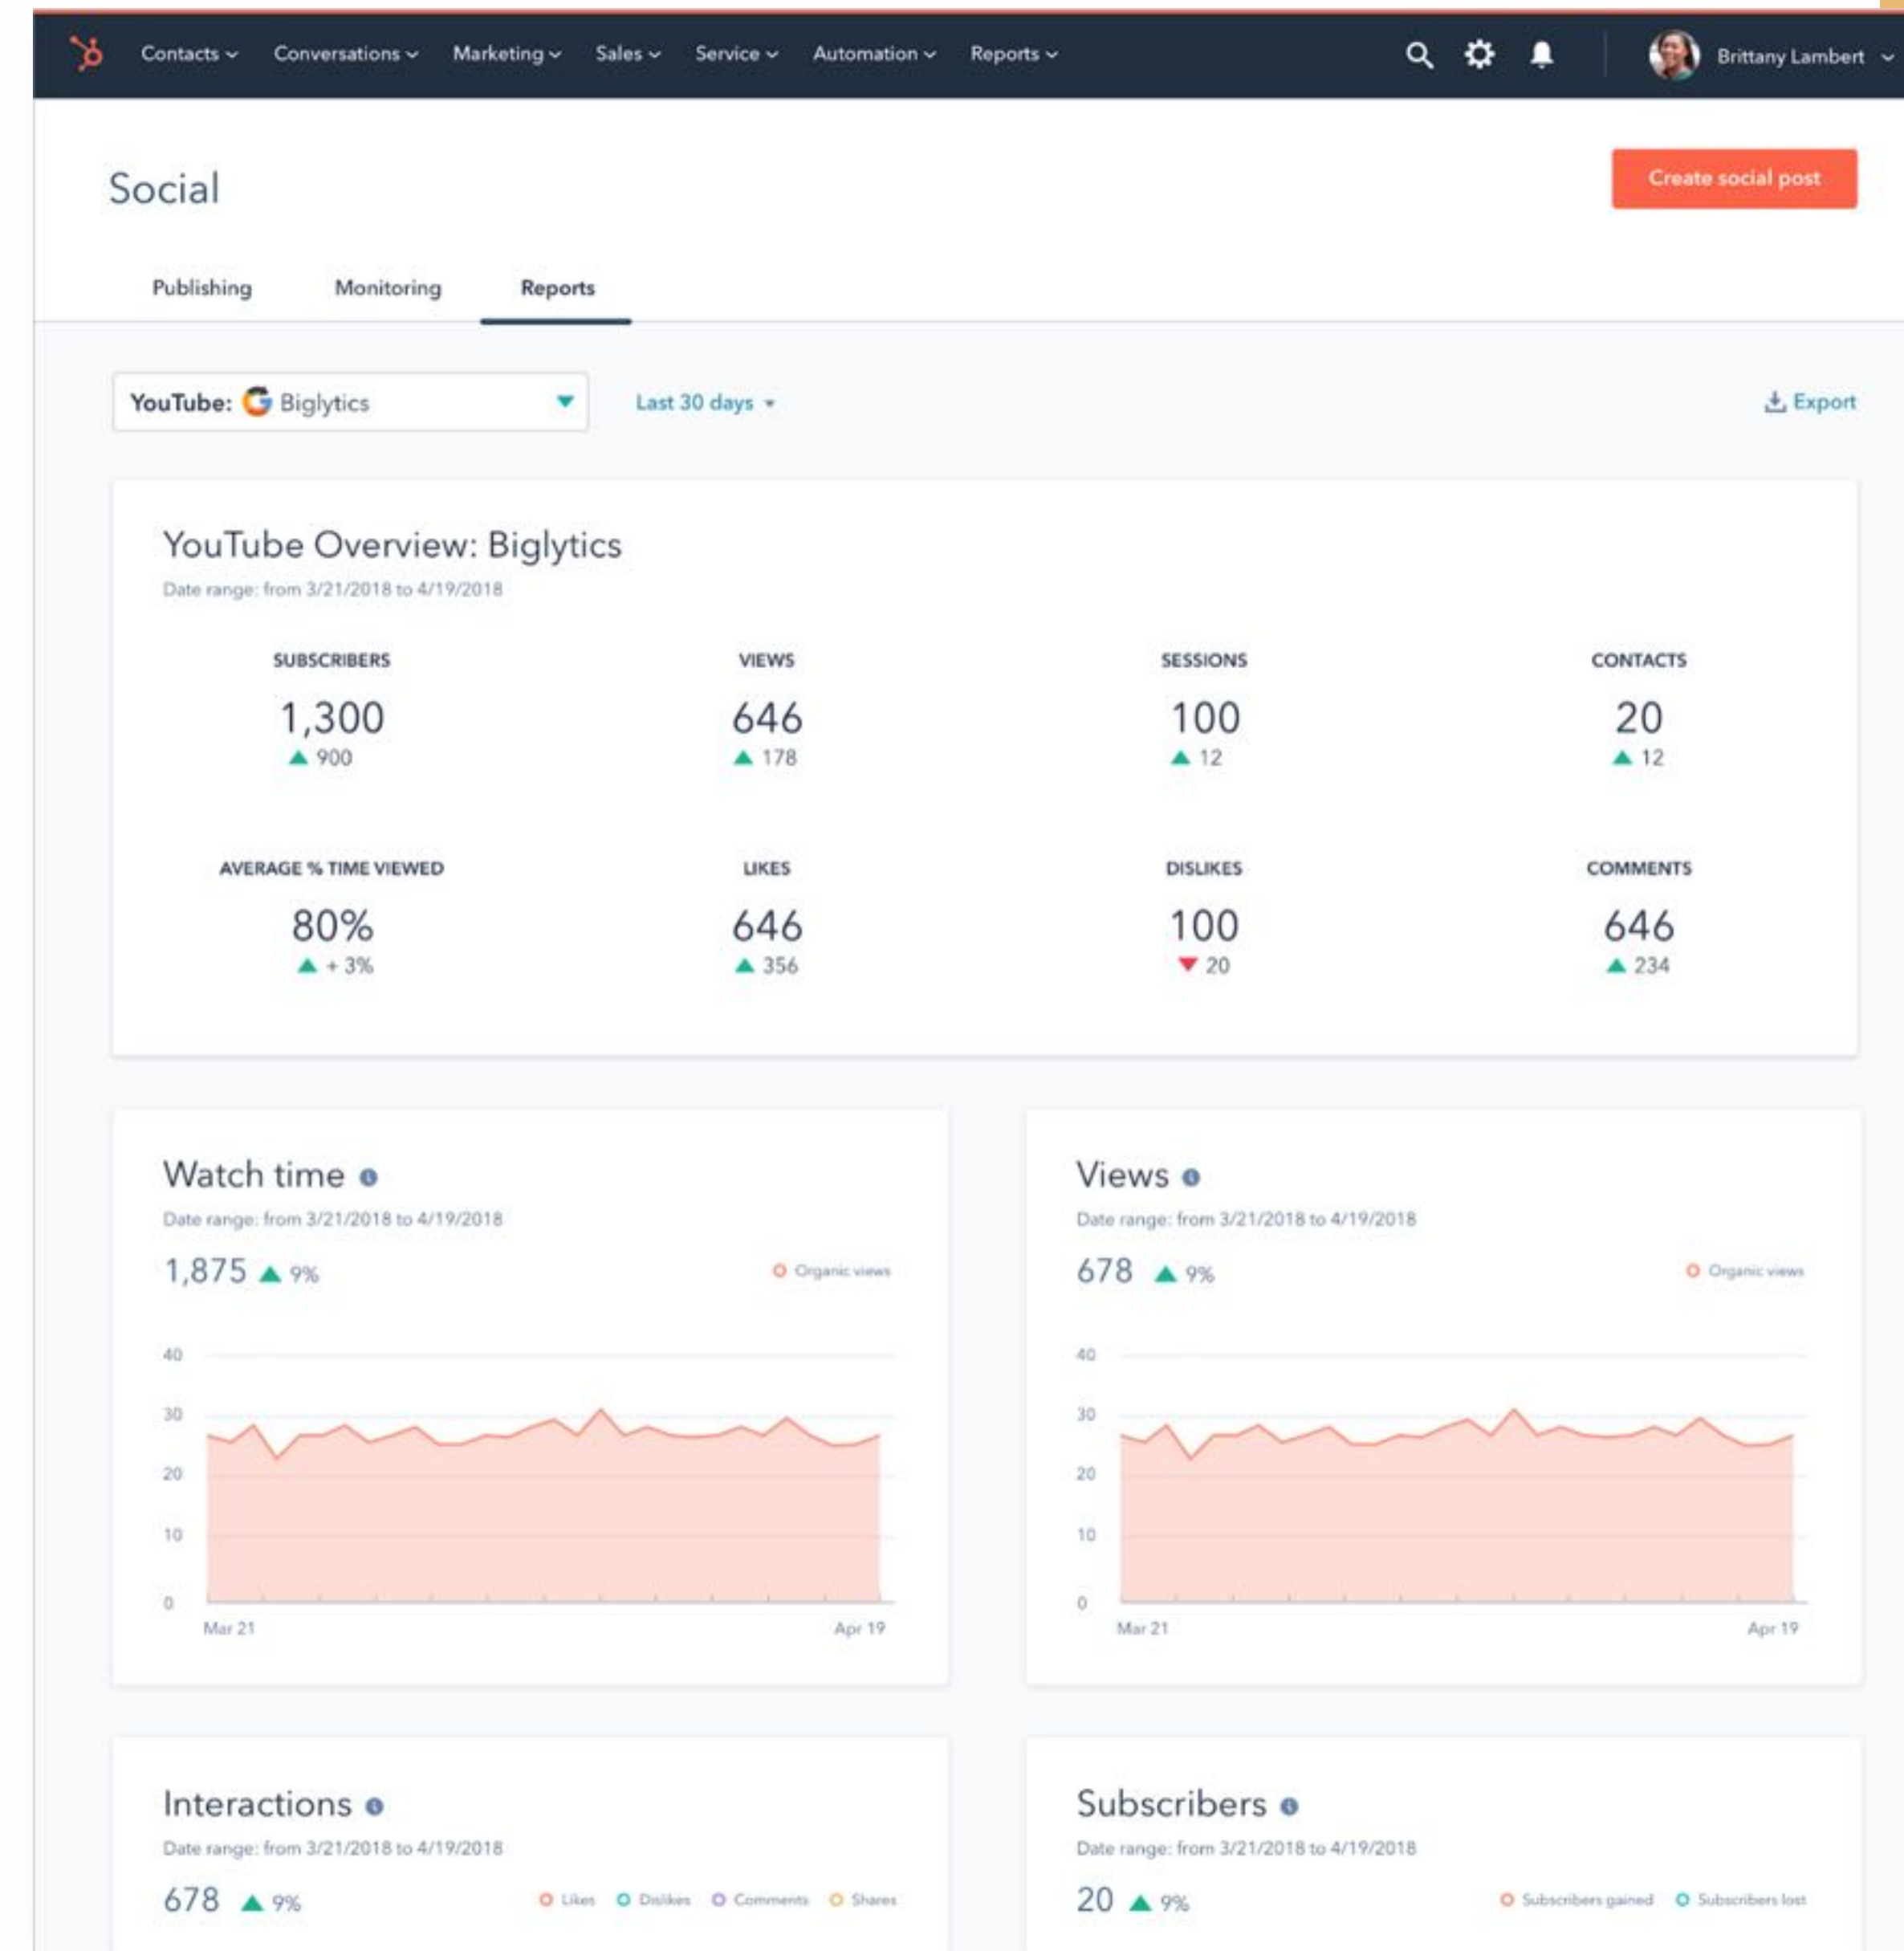 Contacts Conversations Marketing Sales Service Automation Reports Brittany Lambert
Social
Create social post
Publishing Monitoring Reports
YouTube: Biglytics Last 30 days Export
YouTube Overview: Biglytics
Date range: from 3/21/2018 to 4/19/2018
SUBSCRIBERS VIEWS SESSIONS CONTACTS
1,300 646 100 20
900 178 12 12
AVERAGE % TIME VIEWED LIKES DISLIKES COMMENTS
80% 646 100 646
+ 3% 356 20 234
Watch time
Date range: from 3/21/2018 to 4/19/2018
1,875 9% Organic views
40
30
20
10
0
Mar 21 Apr 19
Views
Date range: from 3/21/2018 to 4/19/2018
678 9% Organic views
40
30
20
10
0
Mar 21 Apr 19
Interactions
Date range: from 3/21/2018 to 4/19/2018
678 9% Likes Dislikes Comments Shares
Subscribers
Date range: from 3/21/2018 to 4/19/2018
20 9% Subscribers gained Subscribers lost